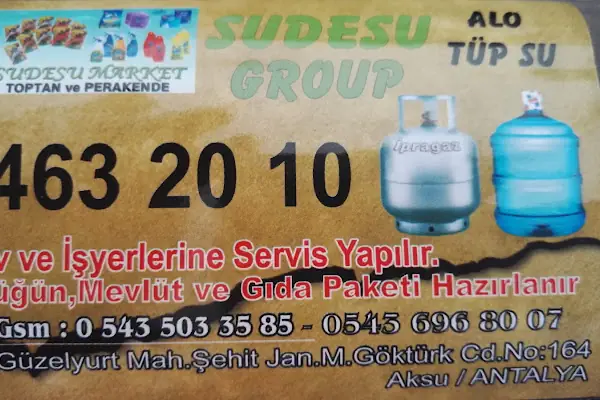 SUDESU MARKET
TOPTAN ve PERAKENDE
SUDESU
GROUP
ALO
TÜP SU
463 20 10
ipragaz
v ve İşyerlerine Servis Yapılır.
üğün,Mevlüt ve Gıda Paketi Hazırlanır
Gsm : 0 543 503 35 85 - 0543 696 80 07
Güzelyurt Mah.Şehit Jan.M.Göktürk Cd.No:164
Aksu / ANTALYA